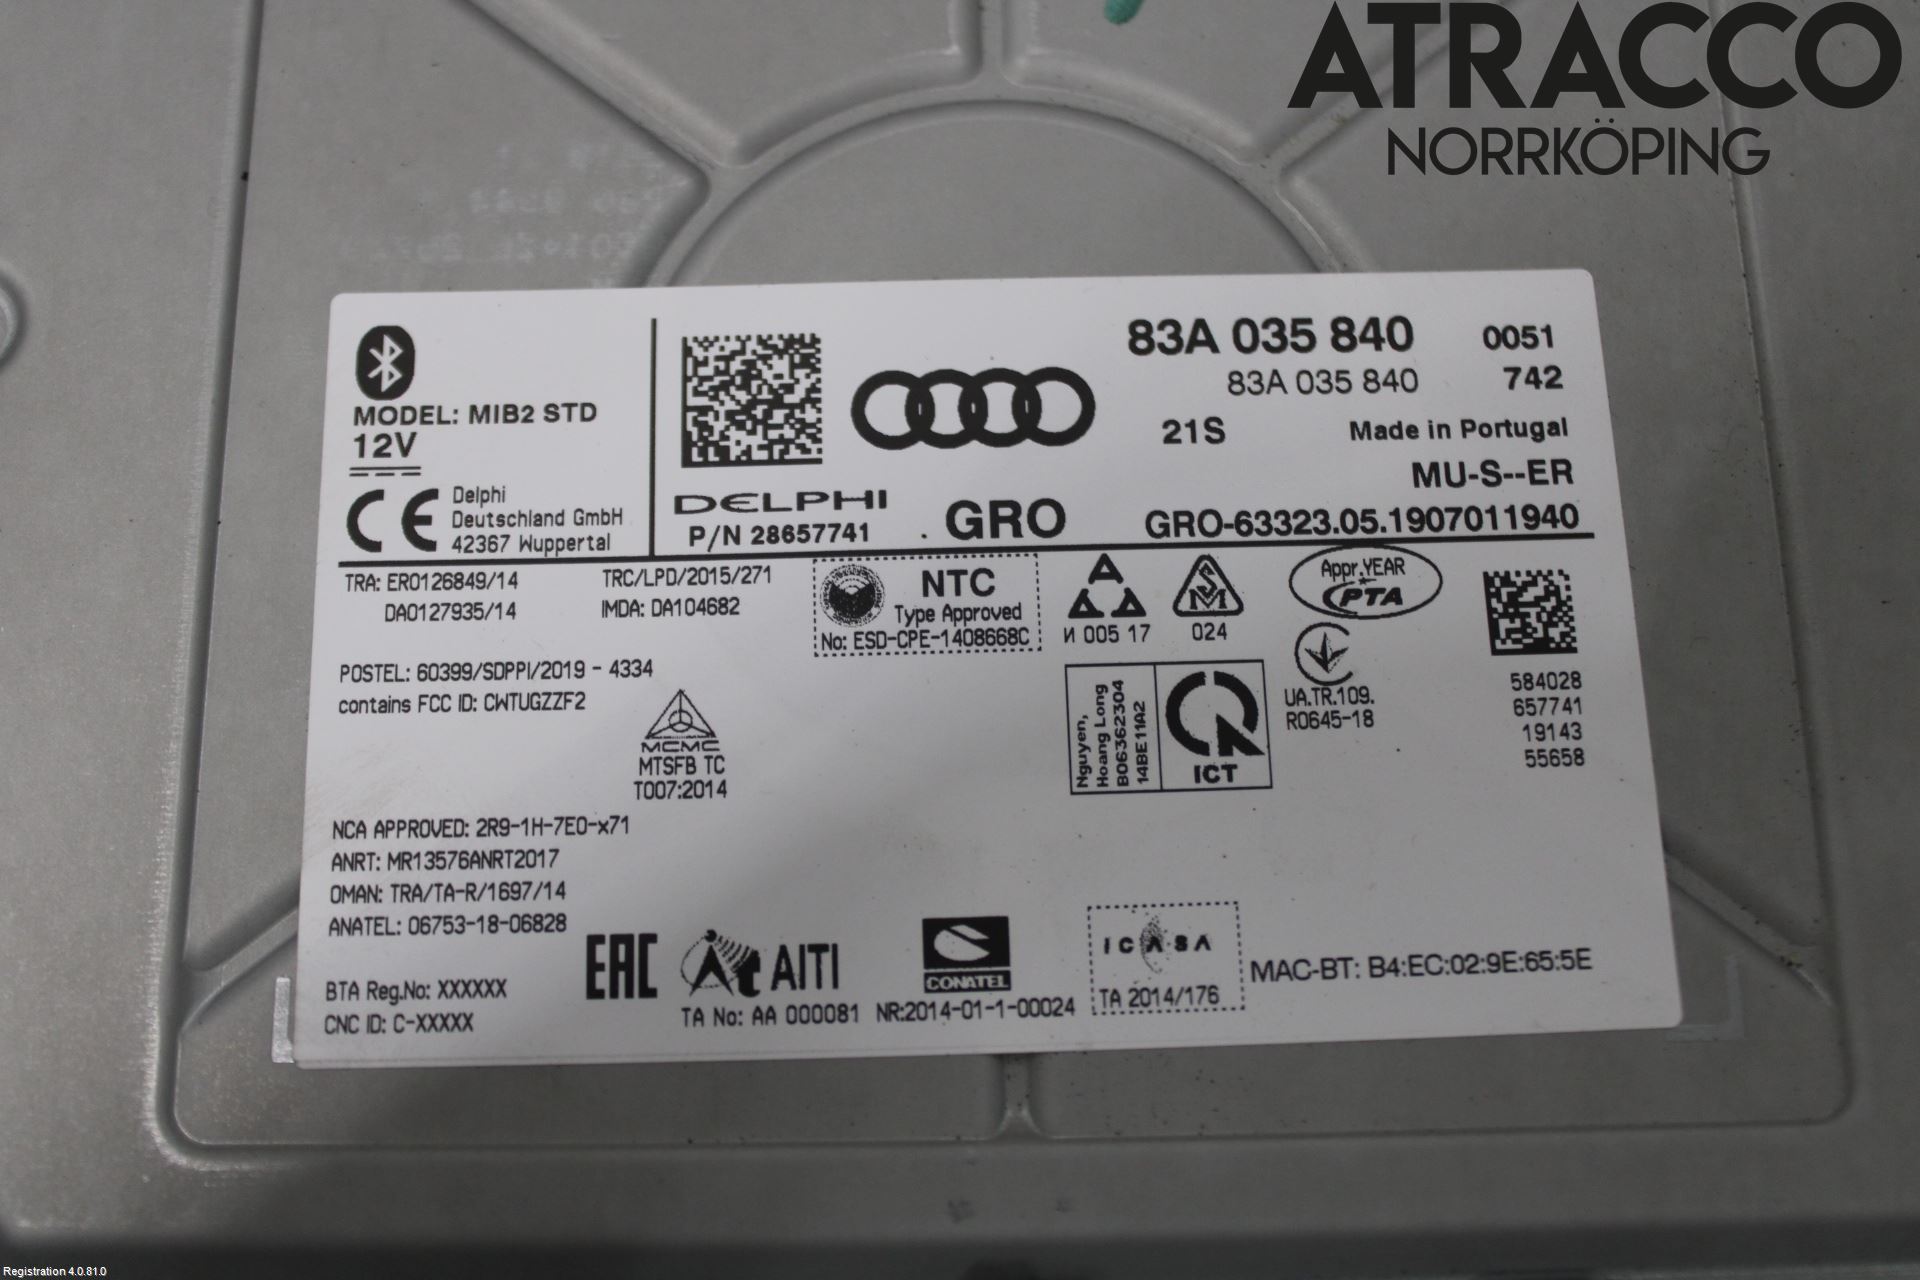 ATRACCO
NORRKÖPING
MODEL: MIB2 STD
12V
CE
Delphi
Deutschland GmbH
42367 Wuppertal
DELPHI
P/N 28657741
83A 035 840 0051
83A 035 840 742
21S Made in Portugal
MU-S--ER
. GRO GRO-63323.05.1907011940
TRA: ER0126849/14
DA0127935/14
TRC/LPD/2015/271
IMDA: DA104682
NTC
Type Approved
No: ESD-CPE-1408668C
И 005 17
SM
024
Appr.YEAR
PTA
POSTEL: 60399/SDPPI/2019 - 4334
contains FCC ID: CWTUGZZF2
MCMC
MTSFB TC
T007:2014
Nguyen,
Hoang Long
B06362304
14BE11A2
ICT
UA.TR.109.
R0645-18
584028
657741
19143
55658
NCA APPROVED: 2R9-1H-7E0-x71
ANRT: MR13576ANRT2017
OMAN: TRA/TA-R/1697/14
ANATEL: 06753-18-06828
BTA Reg.No: XXXXXX
CNC ID: C-XXXXX
EAC
AITI
TA No: AA 000081
CONATEL
NR:2014-01-1-00024
ICASA
TA 2014/176
MAC-BT: B4:EC:02:9E:65:5E
Registration 4.0.81.0